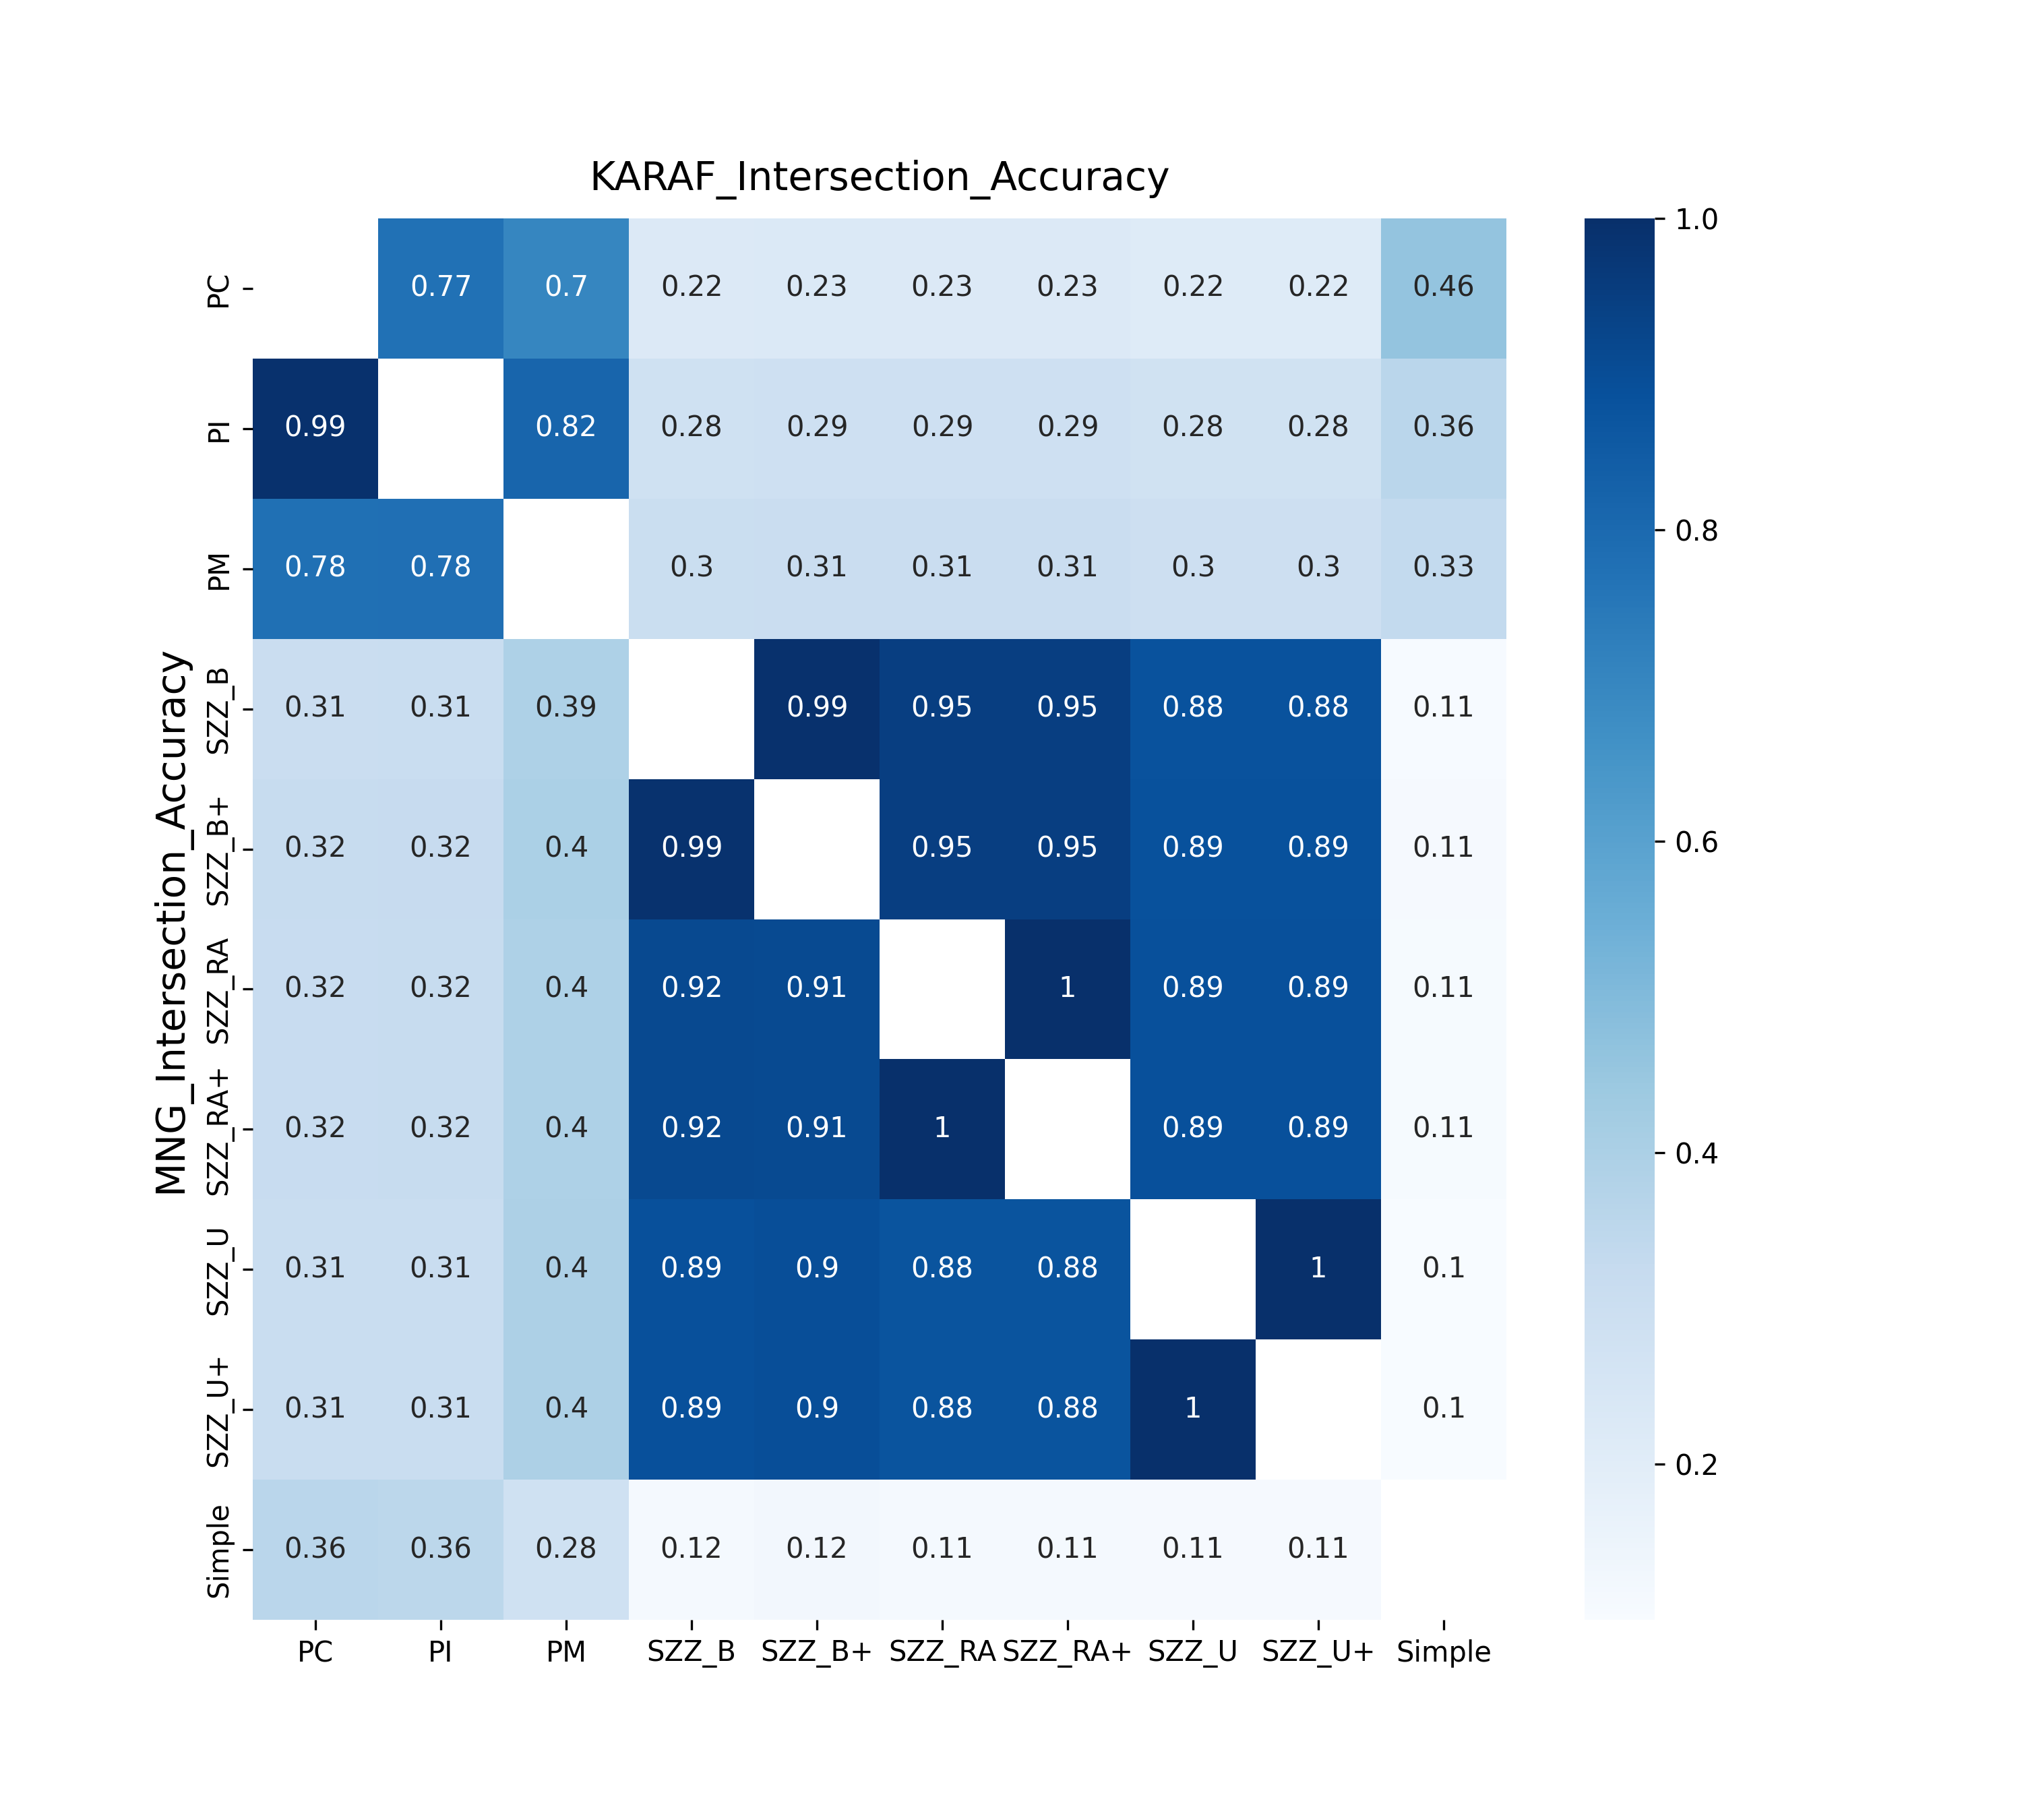 KARAF_Intersection_Accuracy
MNG_Intersection_Accuracy
PC 0.77 0.7 0.22 0.23 0.23 0.23 0.22 0.22 0.46
PI 0.99 0.82 0.28 0.29 0.29 0.29 0.28 0.28 0.36
PM 0.78 0.78 0.3 0.31 0.31 0.31 0.3 0.3 0.33
SZZ_B 0.31 0.31 0.39 0.99 0.95 0.95 0.88 0.88 0.11
SZZ_B+ 0.32 0.32 0.4 0.99 0.95 0.95 0.89 0.89 0.11
SZZ_RA 0.32 0.32 0.4 0.92 0.91 1 0.89 0.89 0.11
SZZ_RA+ 0.32 0.32 0.4 0.92 0.91 1 0.89 0.89 0.11
SZZ_U 0.31 0.31 0.4 0.89 0.9 0.88 0.88 1 0.1
SZZ_U+ 0.31 0.31 0.4 0.89 0.9 0.88 0.88 1 0.1
Simple 0.36 0.36 0.28 0.12 0.12 0.11 0.11 0.11 0.11
PC PI PM SZZ_B SZZ_B+ SZZ_RA SZZ_RA+ SZZ_U SZZ_U+ Simple
1.0
0.8
0.6
0.4
0.2